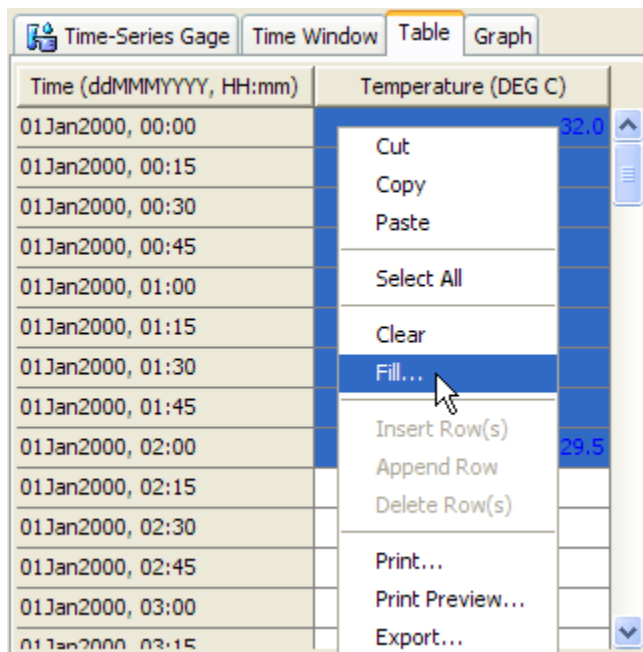 Time-Series Gage Time Window Table Graph
Time (ddMMMYYYY, HH:mm) Temperature (DEG C)
01Jan2000, 00:00 32.0
01Jan2000, 00:15
01Jan2000, 00:30
01Jan2000, 00:45
01Jan2000, 01:00
01Jan2000, 01:15
01Jan2000, 01:30
01Jan2000, 01:45
01Jan2000, 02:00 29.5
01Jan2000, 02:15
01Jan2000, 02:30
01Jan2000, 02:45
01Jan2000, 03:00
01Jan2000, 03:15
Cut
Copy
Paste
Select All
Clear
Fill...
Insert Row(s)
Append Row
Delete Row(s)
Print...
Print Preview...
Export...